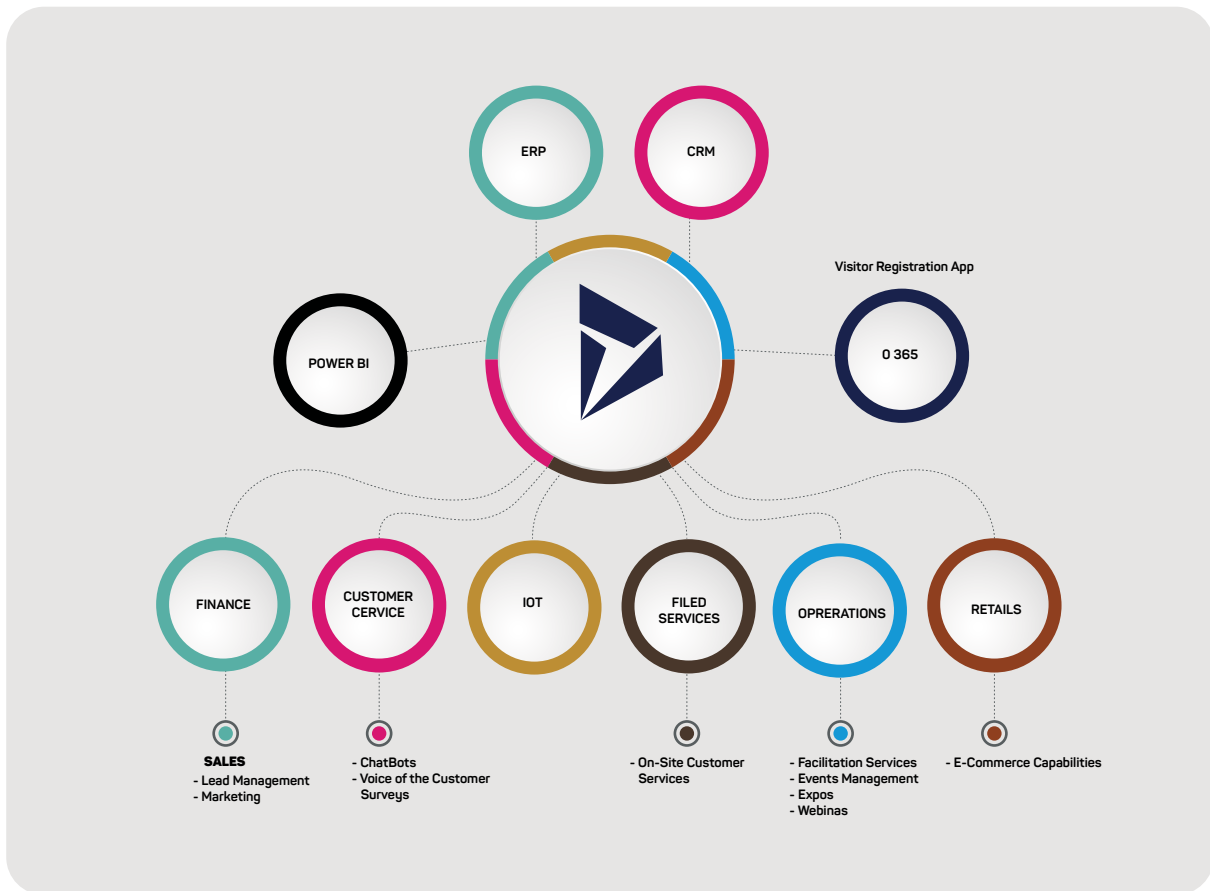 ERP
CRM
Visitor Registration App
POWER BI
O 365
FINANCE
CUSTOMER
CERVICE
IOT
FILED
SERVICES
OPRERATIONS
RETAILS
SALES
- Lead Management
- Marketing
- ChatBots
- Voice of the Customer
Surveys
- On-Site Customer
Services
- Facilitation Services
- Events Management
- Expos
- Webinas
- E-Commerce Capabilities